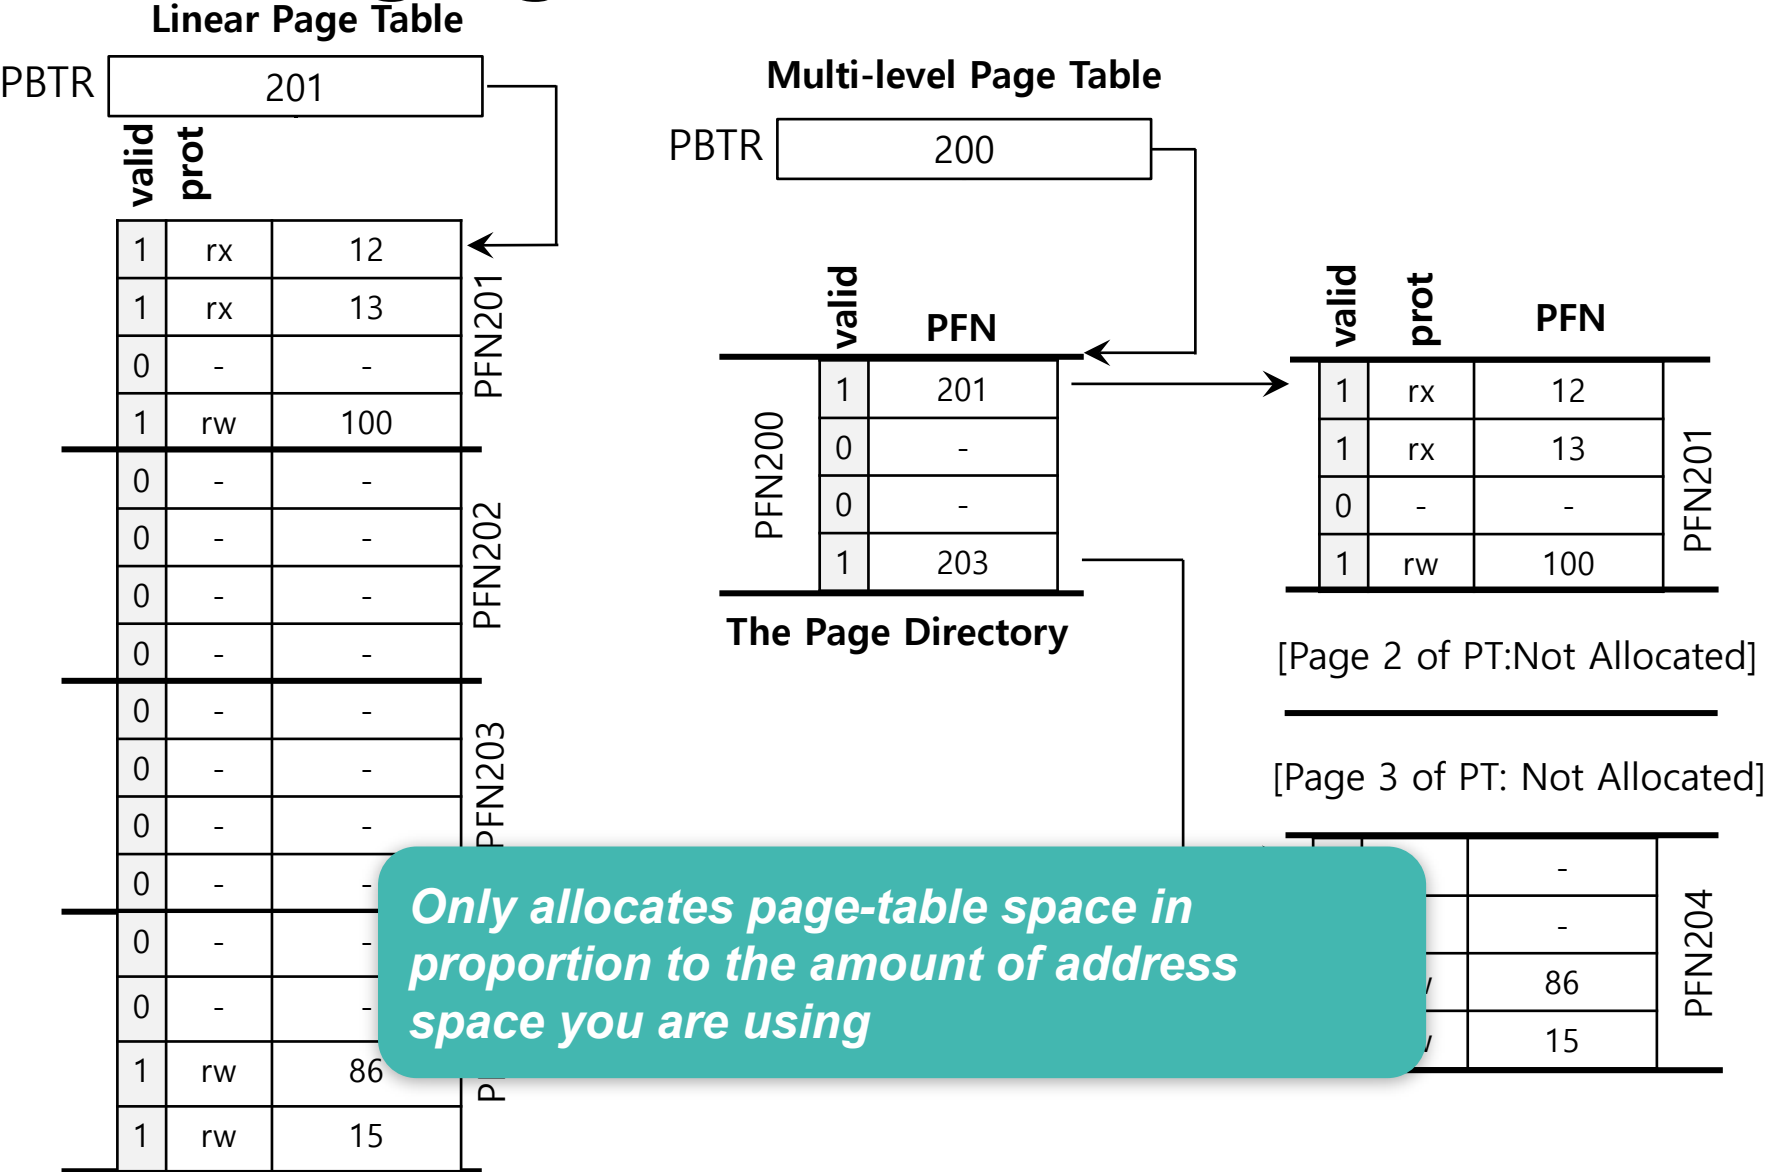 Linear Page Table
PBTR
201
valid
prot
1 rx 12
1 rx 13
0 - -
1 rw 100
PFN201
0 - -
0 - -
0 - -
0 - -
PFN202
0 - -
0 - -
0 - -
0 - -
PFN203
0 - -
0 - -
1 rw 86
1 rw 15
Multi-level Page Table
PBTR
200
valid
PFN
1 201
0 -
0 -
1 203
PFN200
The Page Directory
valid
prot
PFN
1 rx 12
1 rx 13
0 - -
1 rw 100
PFN201
[Page 2 of PT:Not Allocated]
[Page 3 of PT: Not Allocated]
-
-
86
15
PFN204
Only allocates page-table space in
proportion to the amount of address
space you are using